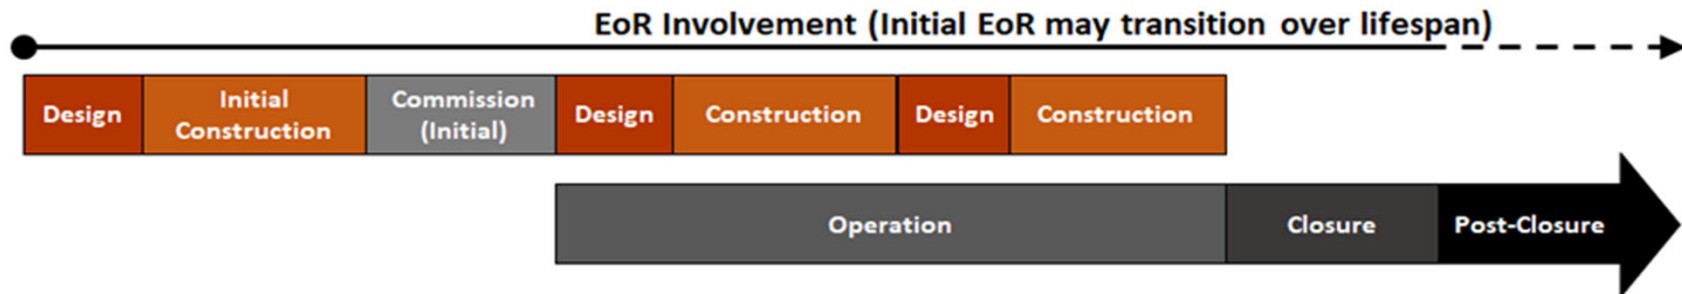 EoR Involvement (Initial EoR may transition over lifespan)
Design
Initial
Construction
Commission
(Initial)
Design
Construction
Design
Construction
Operation
Closure
Post-Closure